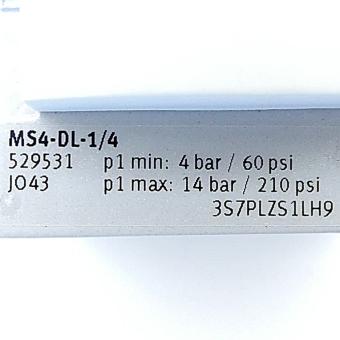 MS4-DL-1/4
529531 p1 min: 4 bar / 60 psi
J043 p1 max: 14 bar / 210 psi
3S7PLZS1LH9